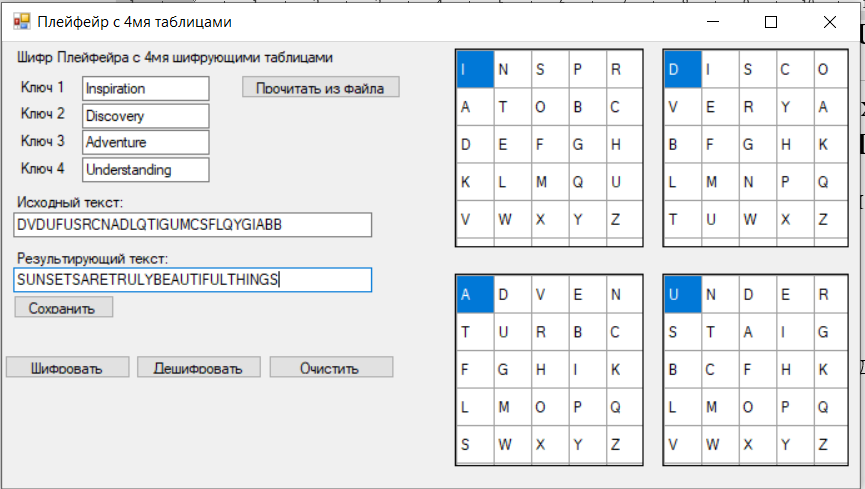 Плейфейр с 4мя таблицами
Шифр Плейфейра с 4мя шифрующими таблицами
Ключ 1 Inspiration Прочитать из файла
Ключ 2 Discovery
Ключ 3 Adventure
Ключ 4 Understanding
Исходный текст:
DVDUFUSRCNADLQTIGUMCSFLQYGIABB
Результирующий текст:
SUNSETSARETRULYBEAUTIFULTHINGS
Сохранить
Шифровать Дешифровать Очистить
I N S P R
A T O B C
D E F G H
K L M Q U
V W X Y Z
D I S C O
V E R Y A
B F G H K
L M N P Q
T U W X Z
A D V E N
T U R B C
F G H I K
L M O P Q
S W X Y Z
U N D E R
S T A I G
B C F H K
L M O P Q
V W X Y Z